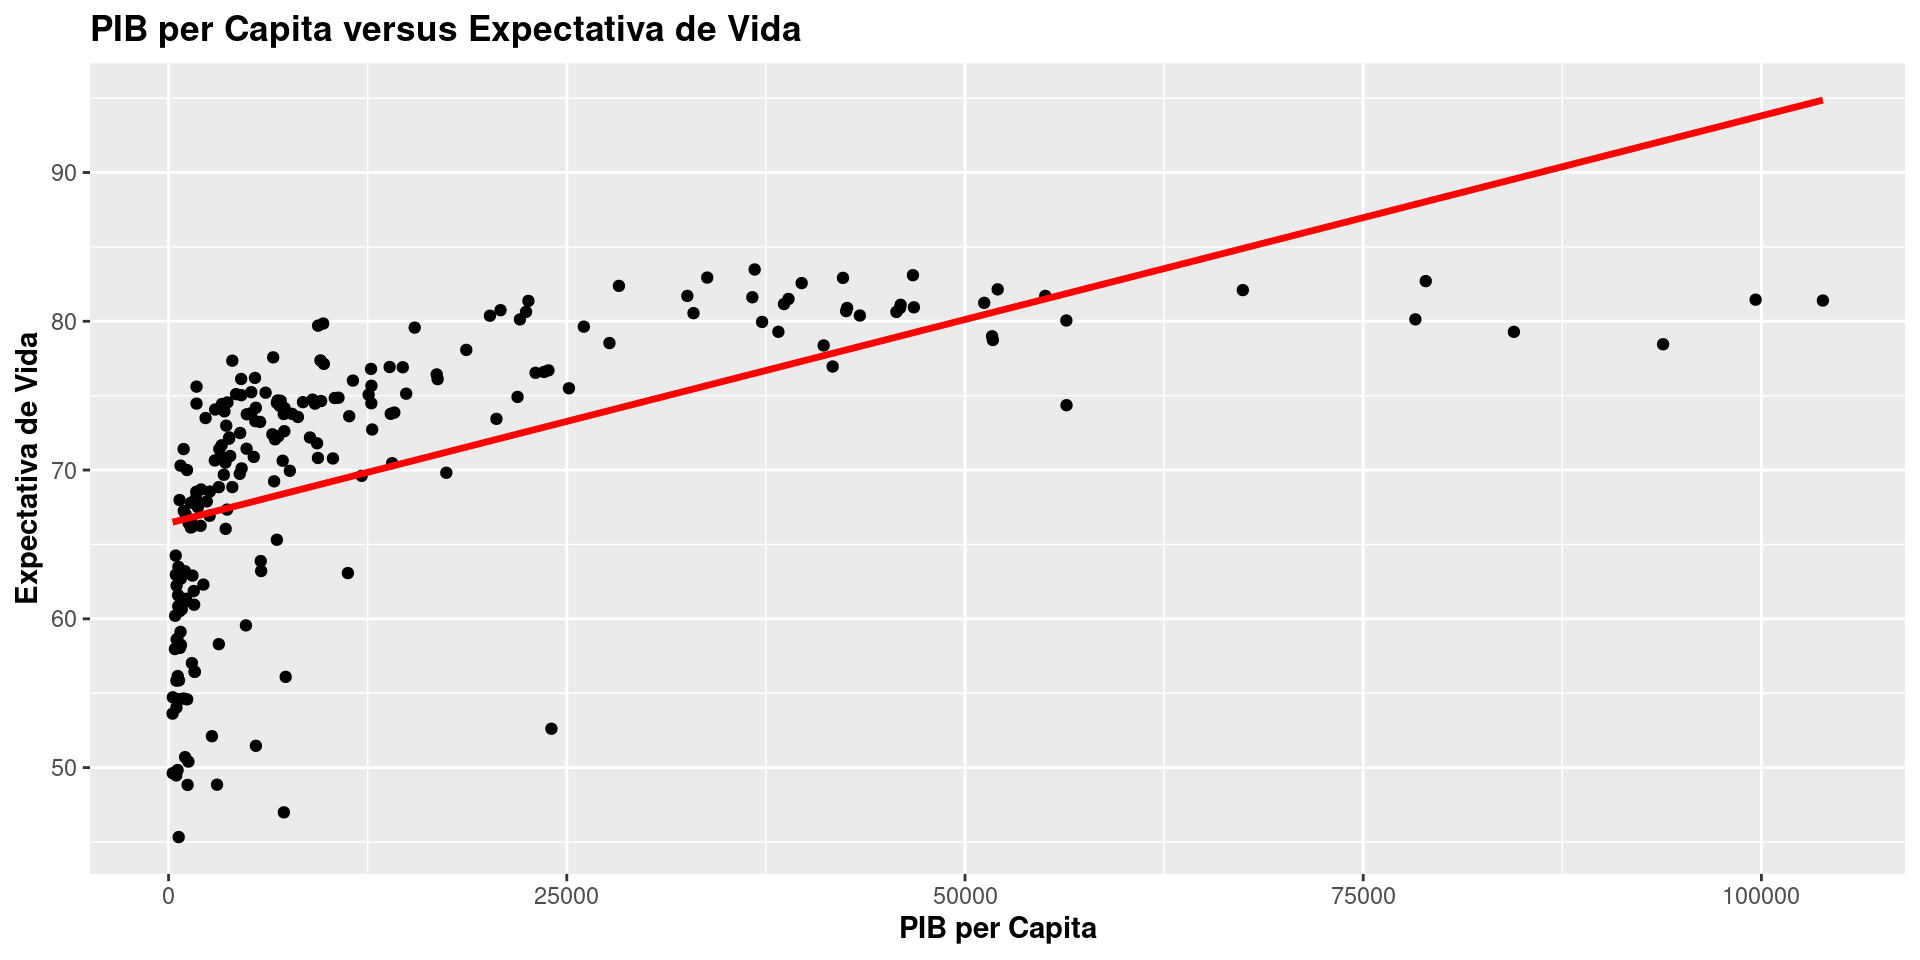 PIB per Capita versus Expectativa de Vida
Expectativa de Vida
90
80
70
60
50
0 25000 50000 75000 100000
PIB per Capita